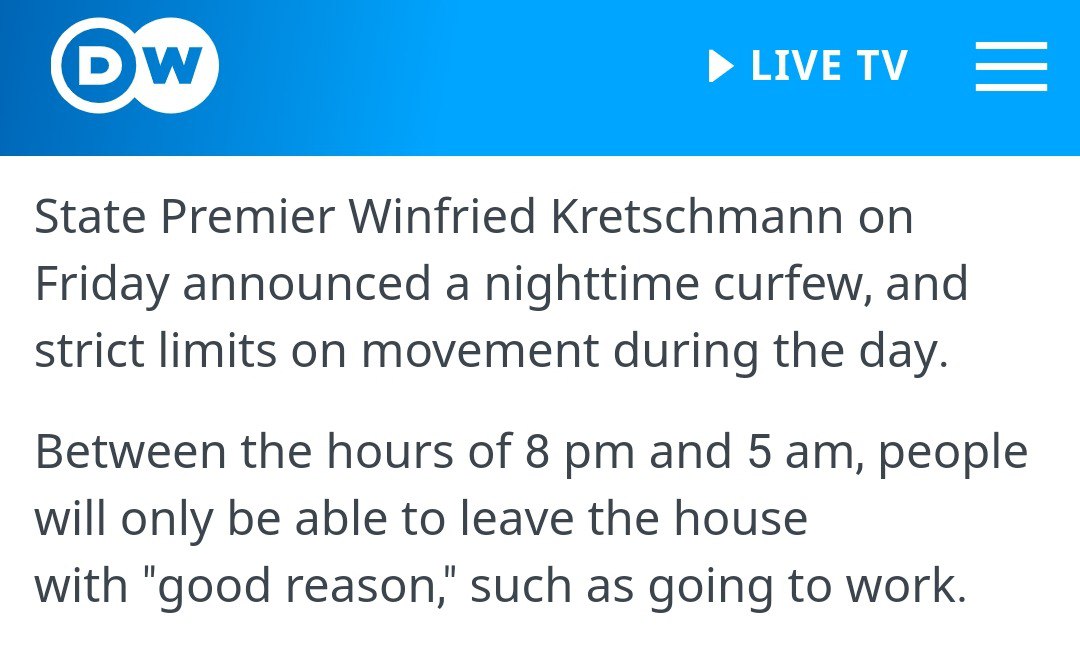 DW
LIVE TV
State Premier Winfried Kretschmann on
Friday announced a nighttime curfew, and
strict limits on movement during the day.
Between the hours of 8 pm and 5 am, people
will only be able to leave the house
with "good reason," such as going to work.